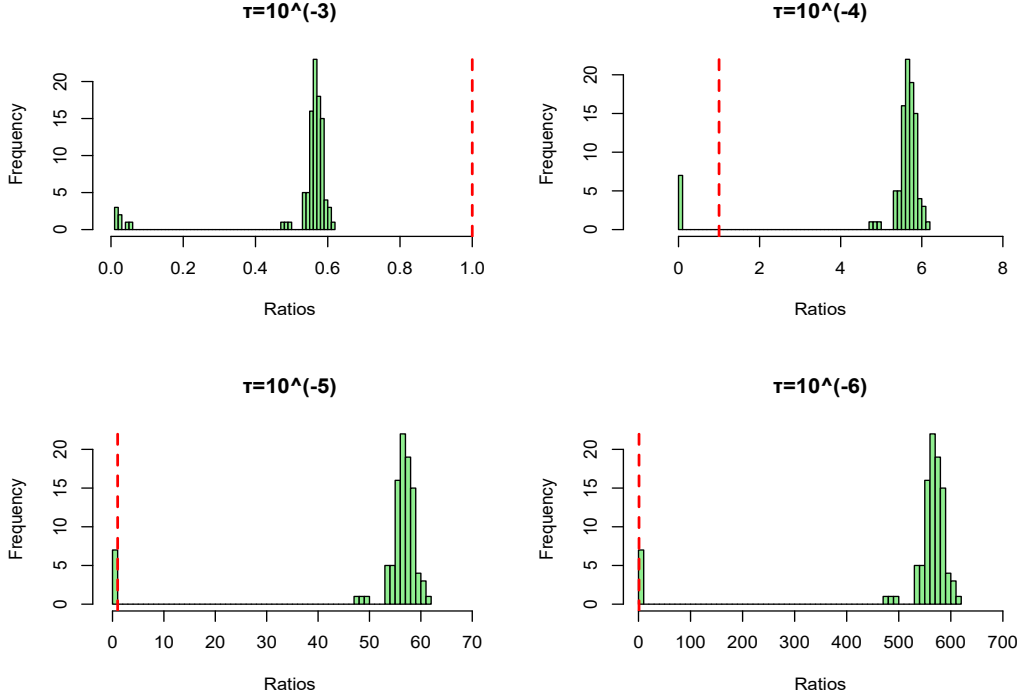 τ=10^(-3)
Frequency
0 5 10 15 20
0.0 0.2 0.4 0.6 0.8 1.0
Ratios
τ=10^(-4)
Frequency
0 5 10 15 20
0 2 4 6 8
Ratios
τ=10^(-5)
Frequency
0 5 10 15 20
0 10 20 30 40 50 60 70
Ratios
τ=10^(-6)
Frequency
0 5 10 15 20
0 100 200 300 400 500 600 700
Ratios